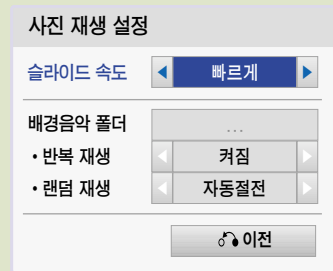 사진 재생 설정
슬라이드 속도 빠르게
배경음악 폴더 ...
• 반복 재생 켜짐
• 랜덤 재생 자동절전
이전